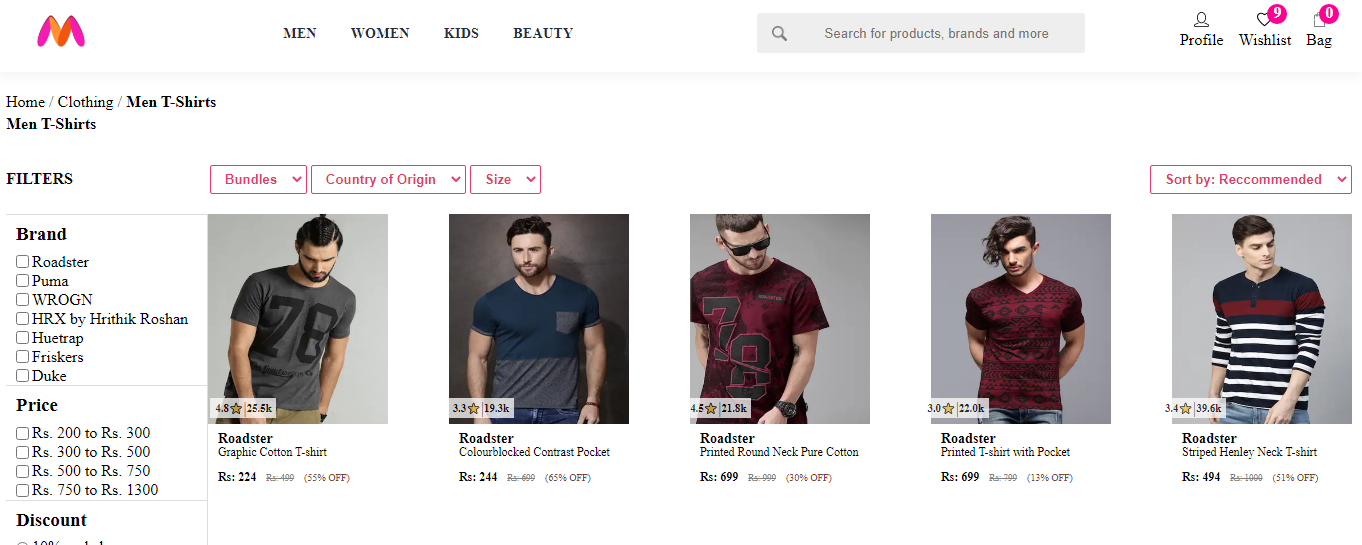 MEN WOMEN KIDS BEAUTY Search for products, brands and more 9 0
Profile Wishlist Bag
Home / Clothing / Men T-Shirts
Men T-Shirts
FILTERS Bundles Country of Origin Size Sort by: Reccommended
Brand
Roadster
Puma
WROGN
HRX by Hrithik Roshan
Huetrap
Friskers
Duke
Price
Rs. 200 to Rs. 300
Rs. 300 to Rs. 500
Rs. 500 to Rs. 750
Rs. 750 to Rs. 1300
Discount
78
ROADSTER
78
4.8 | 25.5k 3.3 | 19.3k 4.5 | 21.8k 3.0 | 22.0k 3.4 | 39.6k
Roadster Roadster Roadster Roadster Roadster
Graphic Cotton T-shirt Colourblocked Contrast Pocket Printed Round Neck Pure Cotton Printed T-shirt with Pocket Striped Henley Neck T-shirt
Rs: 224 Rs: 499 (55% OFF) Rs: 244 Rs: 699 (65% OFF) Rs: 699 Rs: 999 (30% OFF) Rs: 699 Rs: 799 (13% OFF) Rs: 494 Rs: 1000 (51% OFF)